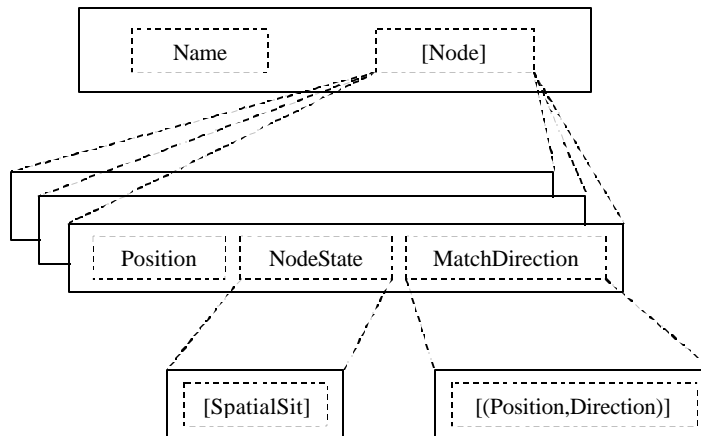 Name [Node]
Position NodeState MatchDirection
[SpatialSit] [(Position,Direction)]